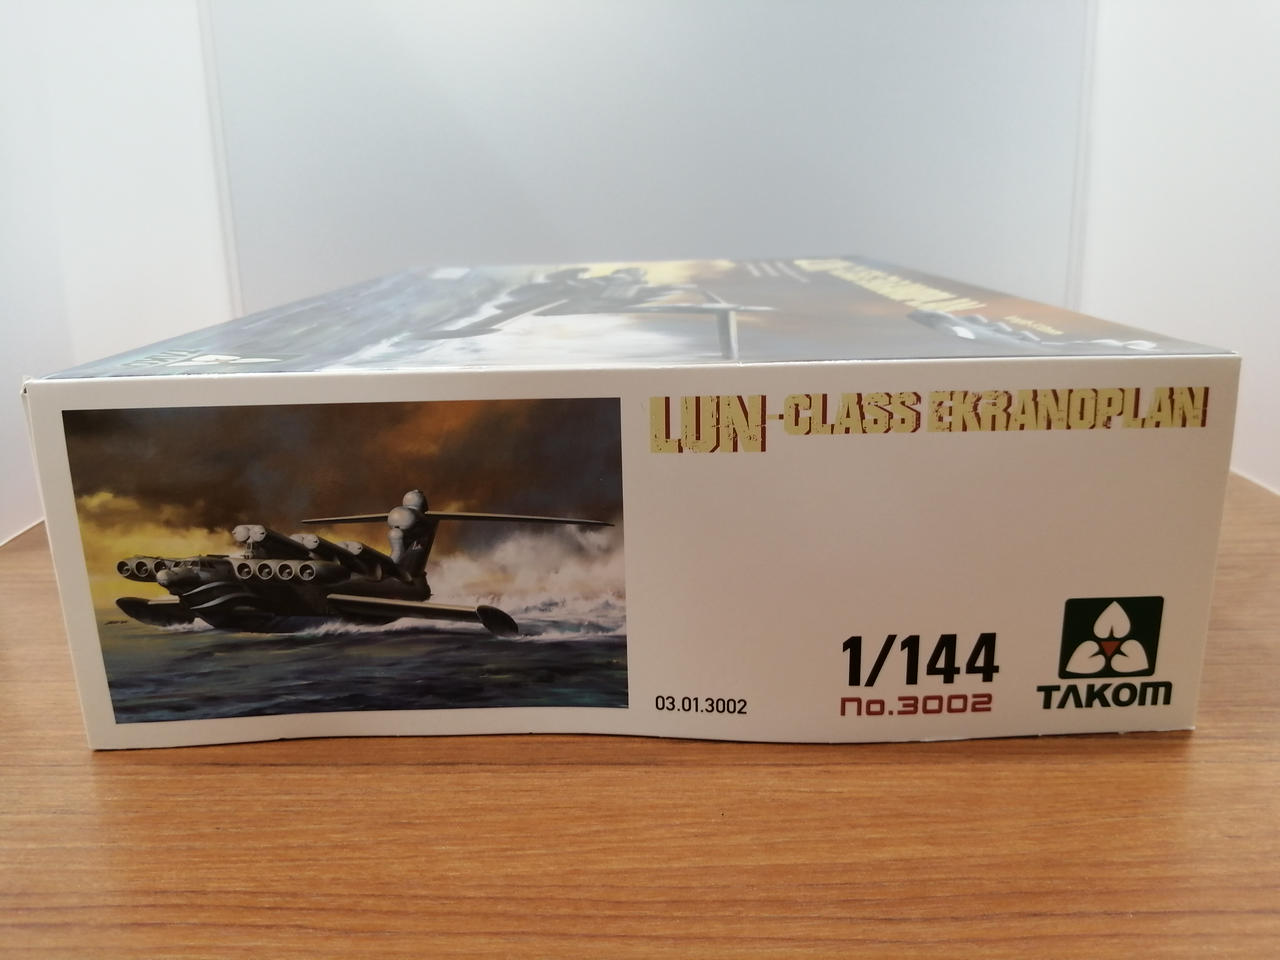 LUN-CLASS EKRANOPLAN
1/144
03.01.3002
no.3002
TAKOM